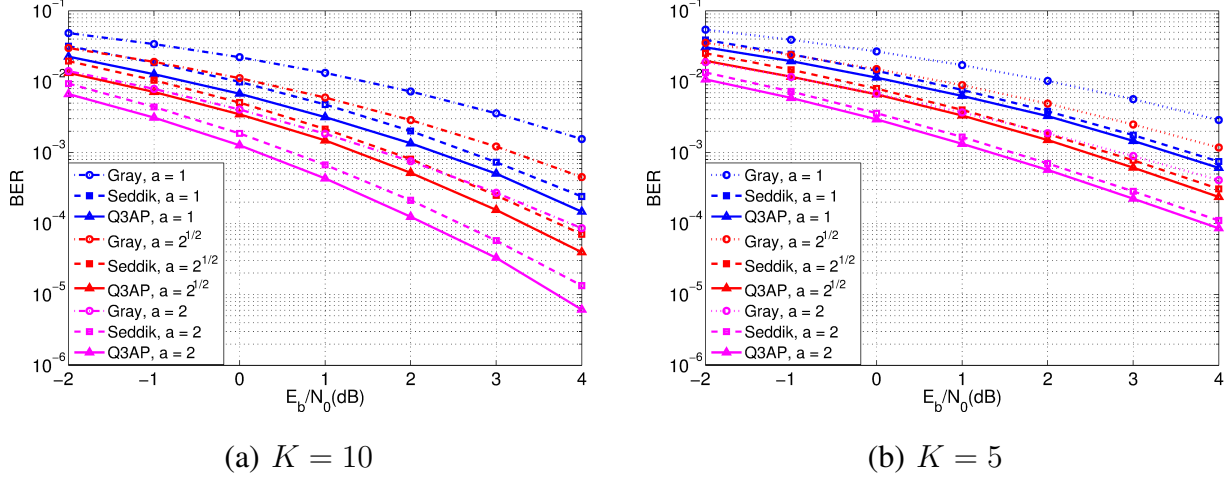 10⁻¹
10⁻²
10⁻³
10⁻⁴
10⁻⁵
10⁻⁶
BER
Gray, a = 1
Seddik, a = 1
Q3AP, a = 1
Gray, a = 2^1/2
Seddik, a = 2^1/2
Q3AP, a = 2^1/2
Gray, a = 2
Seddik, a = 2
Q3AP, a = 2
−2 −1 0 1 2 3 4
E_b/N_0(dB)
(a) K = 10
10⁻¹
10⁻²
10⁻³
10⁻⁴
10⁻⁵
10⁻⁶
BER
Gray, a = 1
Seddik, a = 1
Q3AP, a = 1
Gray, a = 2^1/2
Seddik, a = 2^1/2
Q3AP, a = 2^1/2
Gray, a = 2
Seddik, a = 2
Q3AP, a = 2
−2 −1 0 1 2 3 4
E_b/N_0(dB)
(b) K = 5